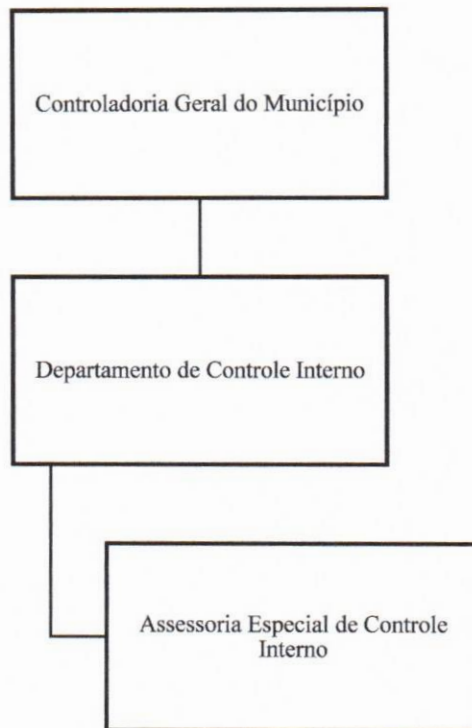 Controladoria Geral do Município
Departamento de Controle Interno
Assessoria Especial de Controle
Interno